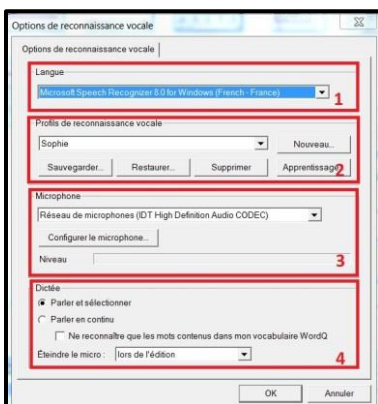 Options de reconnaissance vocale
Options de reconnaissance vocale
Langue
Microsoft Speech Recognizer 8.0 for Windows (French - France)
1
Profils de reconnaissance vocale
Sophie
Nouveau...
Sauvegarder... Restaurer... Supprimer Apprentissage
2
Microphone
Réseau de microphones (IDT High Definition Audio CODEC)
Configurer le microphone...
Niveau
3
Dictée
Parler et sélectionner
Parler en continu
Ne reconnaître que les mots contenus dans mon vocabulaire WordQ
Éteindre le micro : lors de l'édition
4
OK Annuler